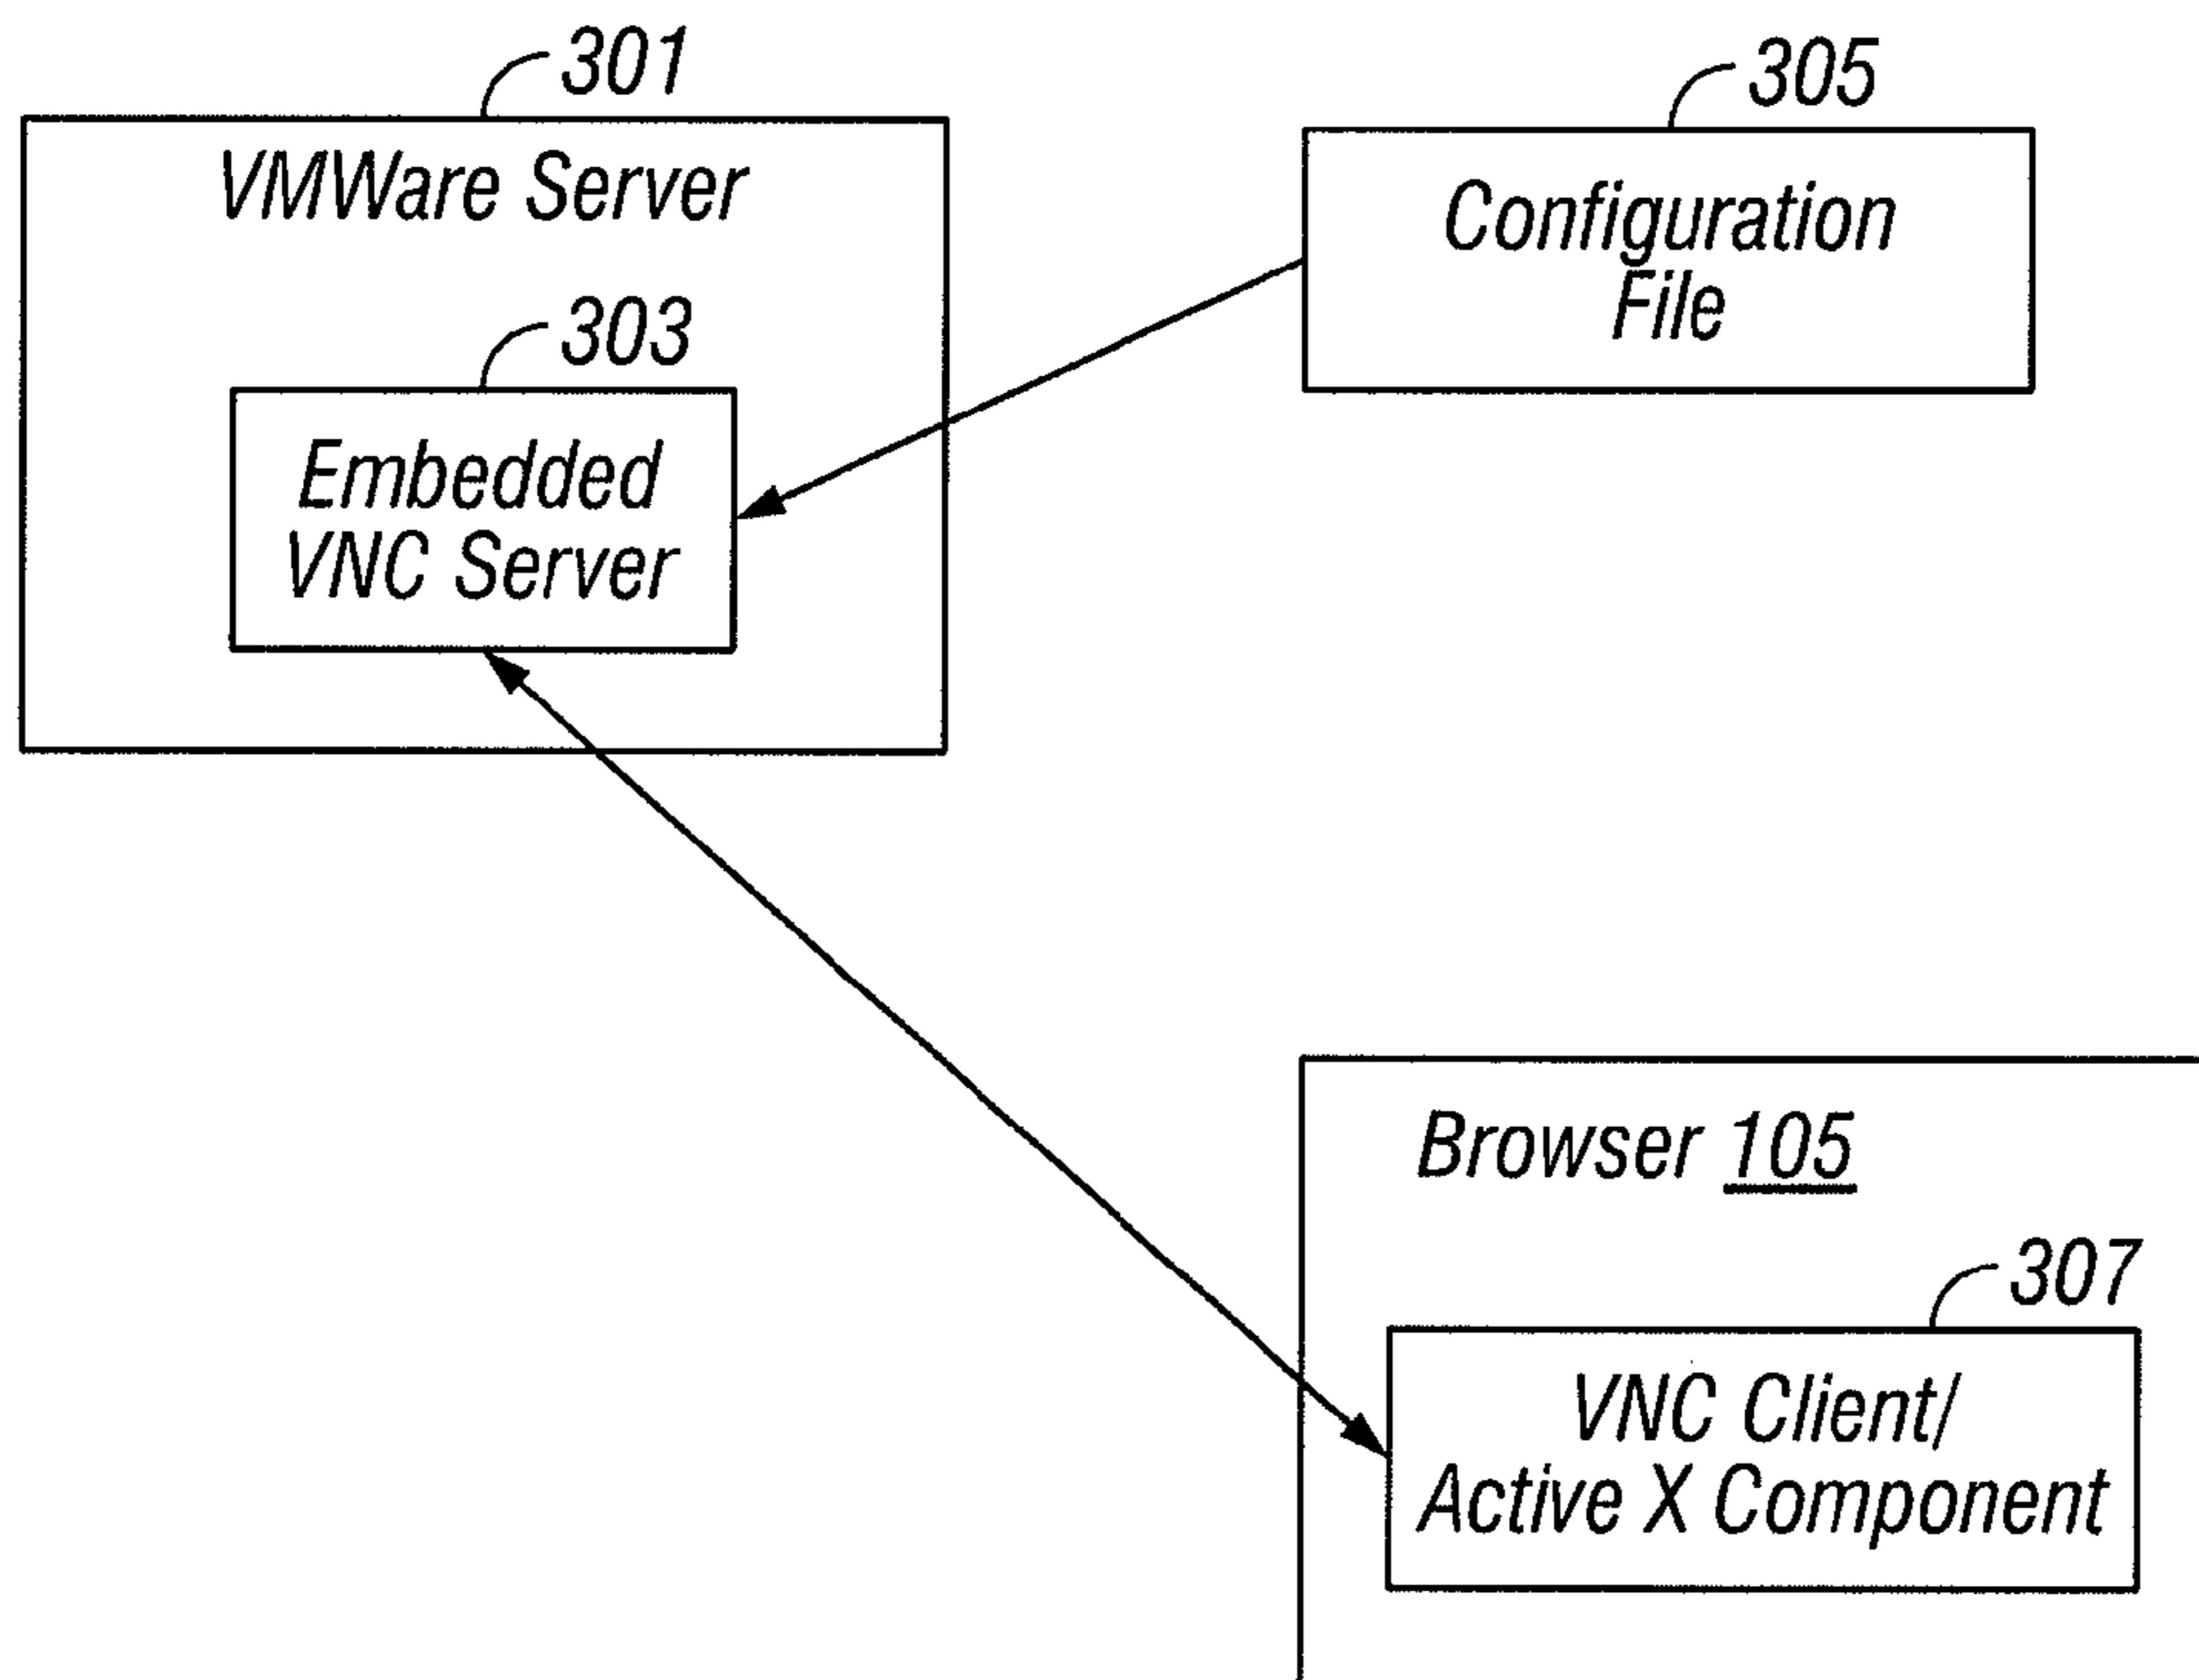 301
VMWare Server
303
Embedded
VNC Server
305
Configuration
File
Browser 105
307
VNC Client/
Active X Component